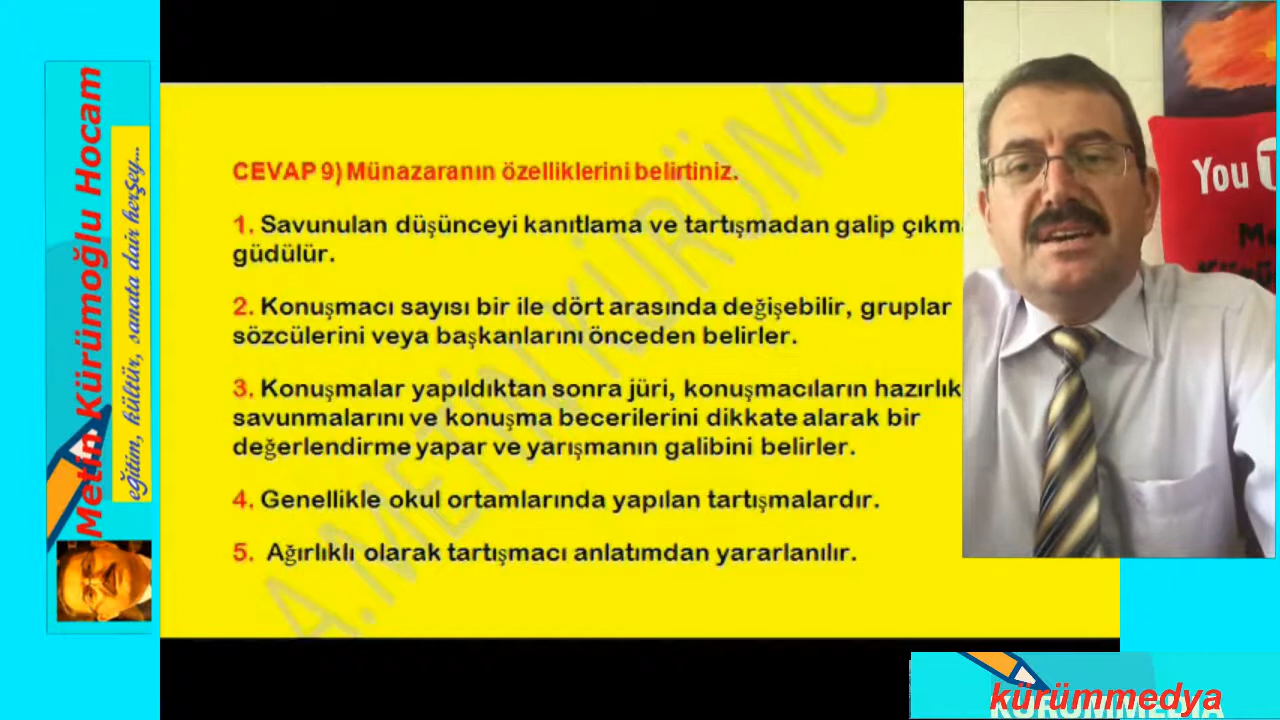 Metin Kürümoğlu Hocam
eğitim, kültür, sanata dair herşey...
CEVAP 9) Münazaranın özelliklerini belirtiniz.
1. Savunulan düşünceyi kanıtlama ve tartışmadan galip
güdülür.
2. Konuşmacı sayısı bir ile dört arasında değişebilir, gruplar
sözcülerini veya başkanlarını önceden belirler.
3. Konuşmalar yapıldıktan sonra jüri, konuşmacıların
savunmalarını ve konuşma becerilerini dikkate alarak bir
değerlendirme yapar ve yarışmanın galibini belirler.
4. Genellikle okul ortamlarında yapılan tartışmalardır.
5. Ağırlıklı olarak tartışmacı anlatımdan yararlanılır.
You
kürümmedya
KÜRÜMMEDYA